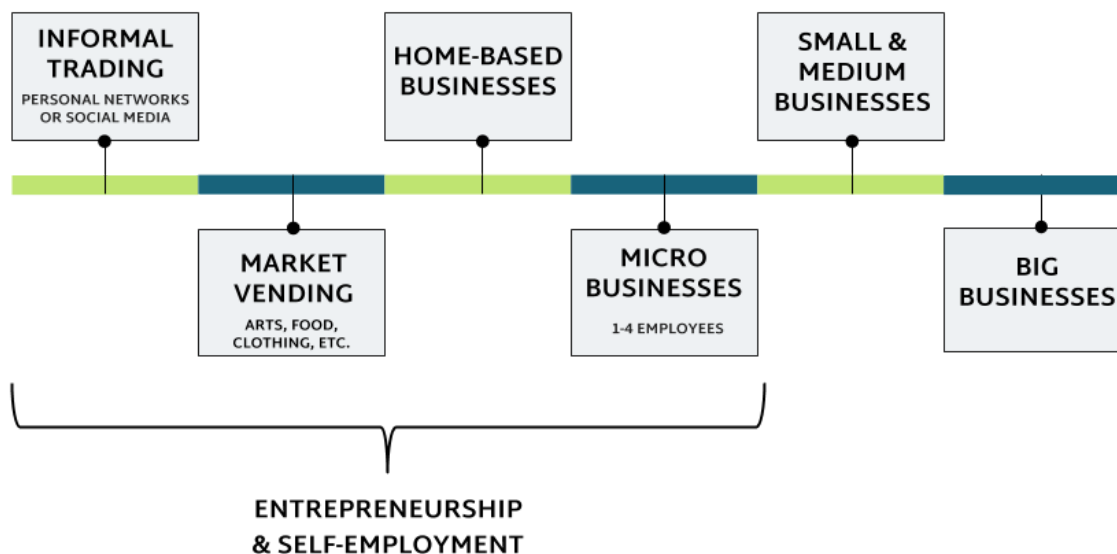 INFORMAL
TRADING
PERSONAL NETWORKS
OR SOCIAL MEDIA
MARKET
VENDING
ARTS, FOOD,
CLOTHING, ETC.
HOME-BASED
BUSINESSES
MICRO
BUSINESSES
1-4 EMPLOYEES
SMALL &
MEDIUM
BUSINESSES
BIG
BUSINESSES
ENTREPRENEURSHIP
& SELF-EMPLOYMENT